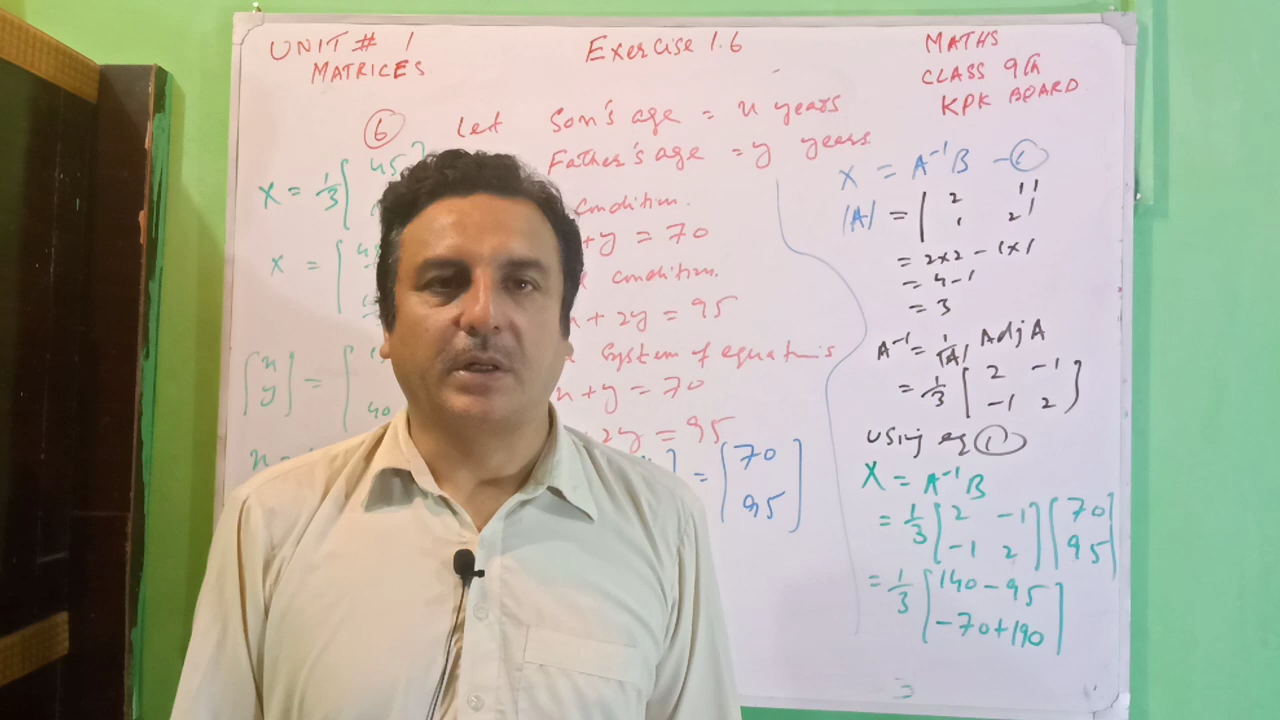 UNIT # 1
MATRICES
Exercise 1.6
MATHS
CLASS 9th
KPK BOARD
⑥ Let Son's age = x years
Father's age = y years
condition.
+ y = 70
condition.
x + 2y = 95
System of equations
x + y = 70
2y = 95
= [70
95]
X = 1/3 [45
X = [
[x
y] = [
40
X = A⁻¹B —①
|A| = |2 1|
|1 2|
= 2×2 - 1×1
= 4-1
= 3
A⁻¹ = 1/|A| Adj A
= 1/3 [2 -1
-1 2]
Using eq ①
X = A⁻¹B
= 1/3 [2 -1
-1 2] [70
95]
= 1/3 [140 - 95
-70 + 190]
=